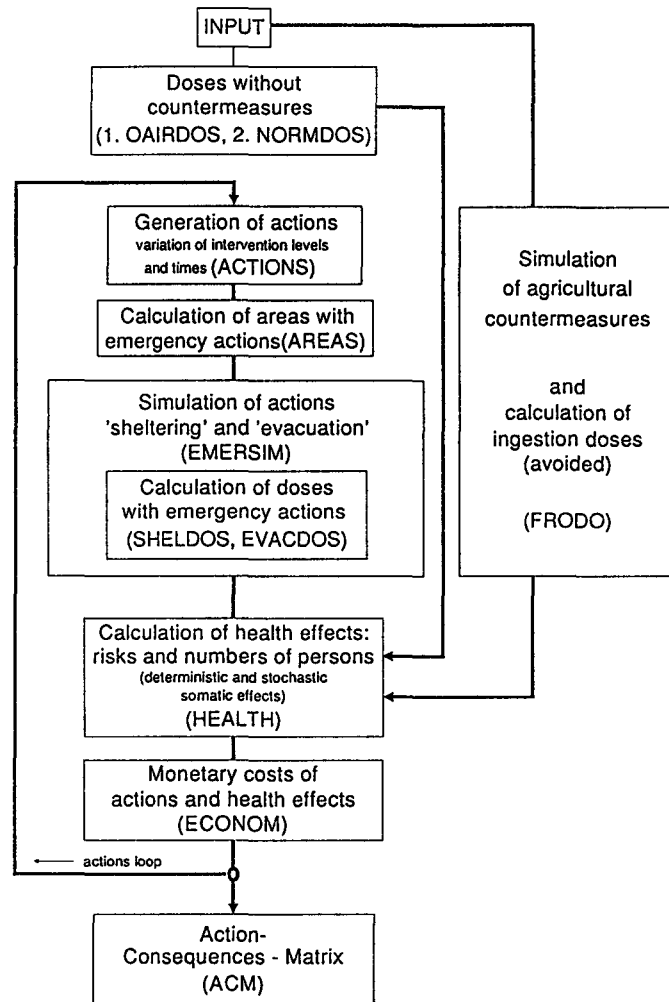 INPUT
Doses without
countermeasures
(1. OAIRDOS, 2. NORMDOS)
Generation of actions
variation of intervention levels
and times (ACTIONS)
Calculation of areas with
emergency actions(AREAS)
Simulation of actions
'sheltering' and 'evacuation'
(EMERSIM)
Calculation of doses
with emergency actions
(SHELDOS, EVACDOS)
Simulation
of agricultural
countermeasures
and
calculation of
ingestion doses
(avoided)
(FRODO)
Calculation of health effects:
risks and numbers of persons
(deterministic and stochastic
somatic effects)
(HEALTH)
Monetary costs of
actions and health effects
(ECONOM)
actions loop
Action-
Consequences - Matrix
(ACM)